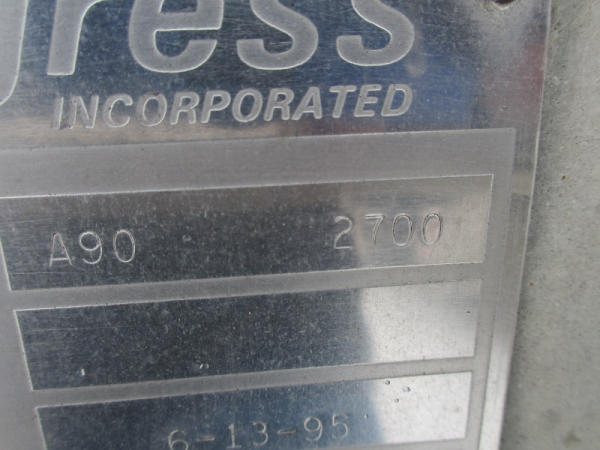 ress
INCORPORATED
A90 2700
6-13-95